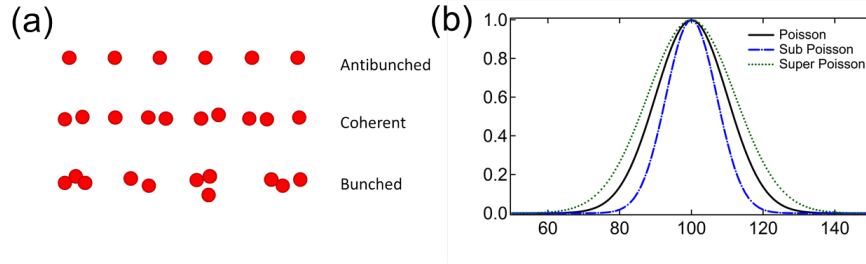 (a)
Antibunched
Coherent
Bunched
(b)
1.0
0.8
0.6
0.4
0.2
0.0
60 80 100 120 140
Poisson
Sub Poisson
Super Poisson